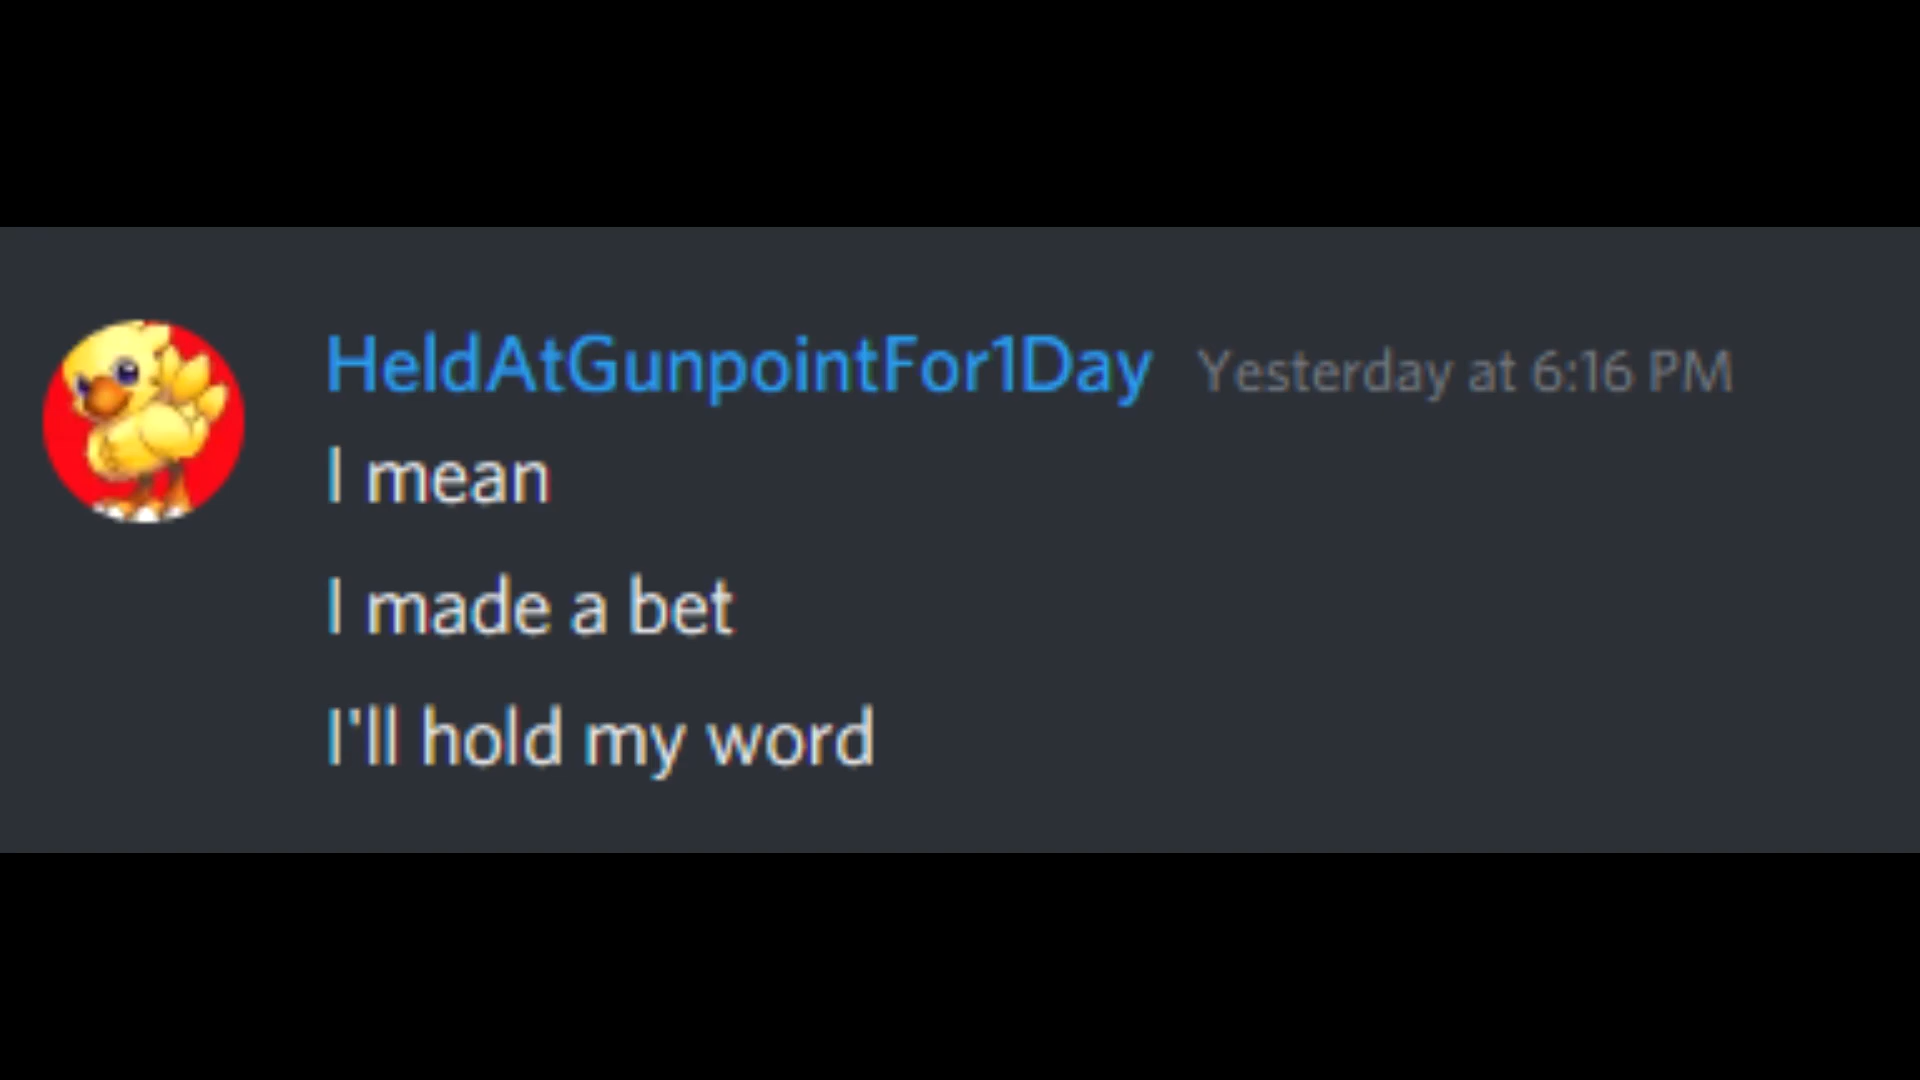 HeldAtGunpointFor1Day Yesterday at 6:16 PM
I mean
I made a bet
I'll hold my word